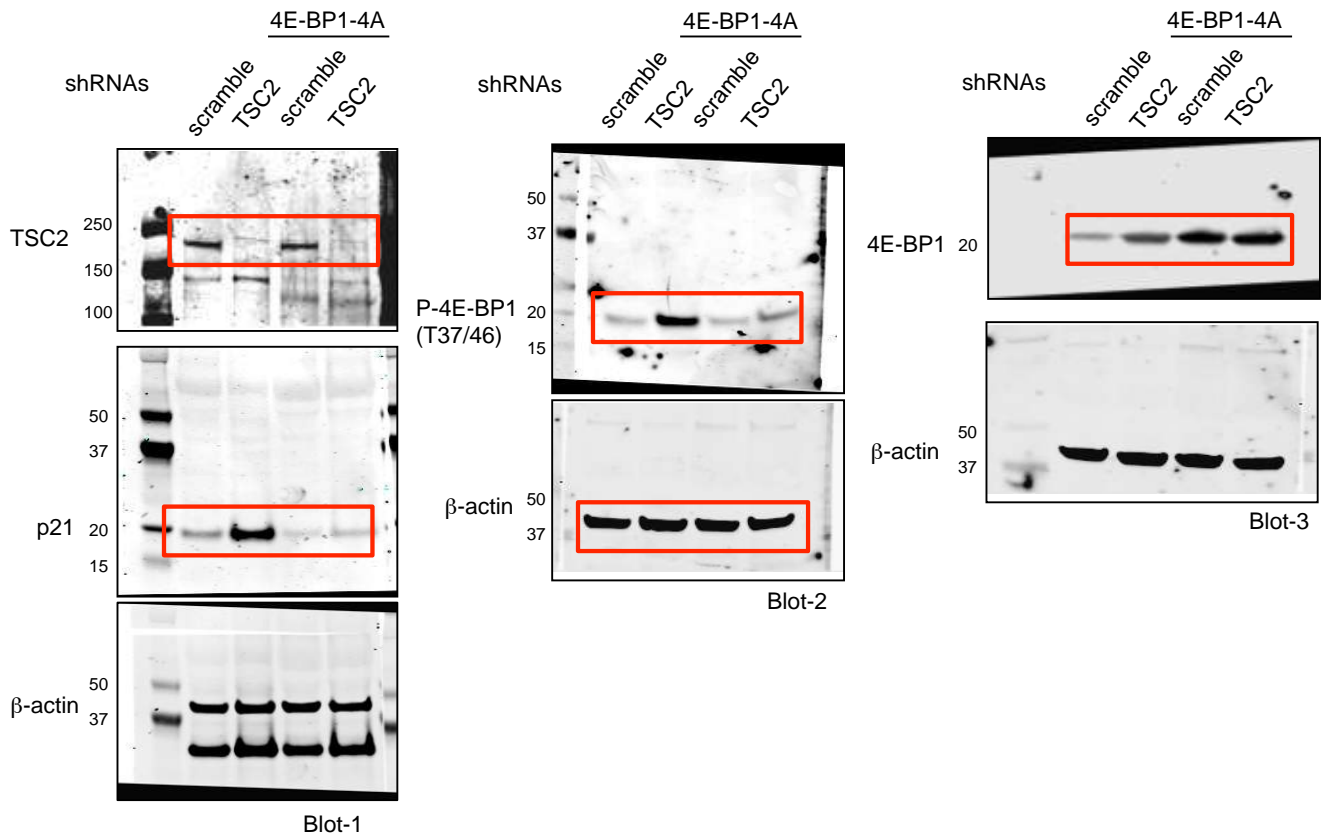 4E-BP1-4A
shRNAs
scramble
TSC2
scramble
TSC2
TSC2
250
150
100
p21
50
37
20
15
β-actin
50
37
Blot-1
4E-BP1-4A
shRNAs
scramble
TSC2
scramble
TSC2
P-4E-BP1
(T37/46)
50
37
20
15
β-actin
50
37
Blot-2
4E-BP1-4A
shRNAs
scramble
TSC2
scramble
TSC2
4E-BP1 20
β-actin
50
37
Blot-3